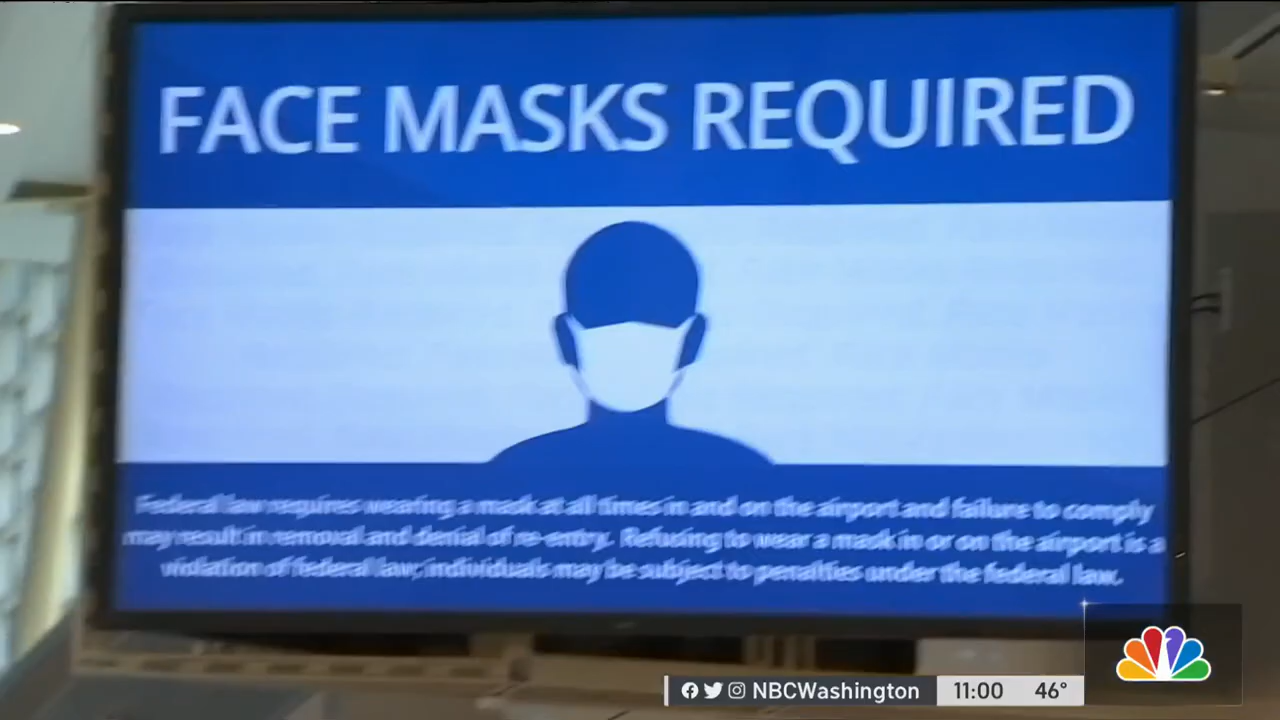 FACE MASKS REQUIRED
Federal law requires wearing a mask at all times in and on the airport and failure to comply
may result in removal and denial of re-entry. Refusing to wear a mask in or on the airport is a
violation of federal law; individuals may be subject to penalties under the federal law.
NBCWashington 11:00 46°